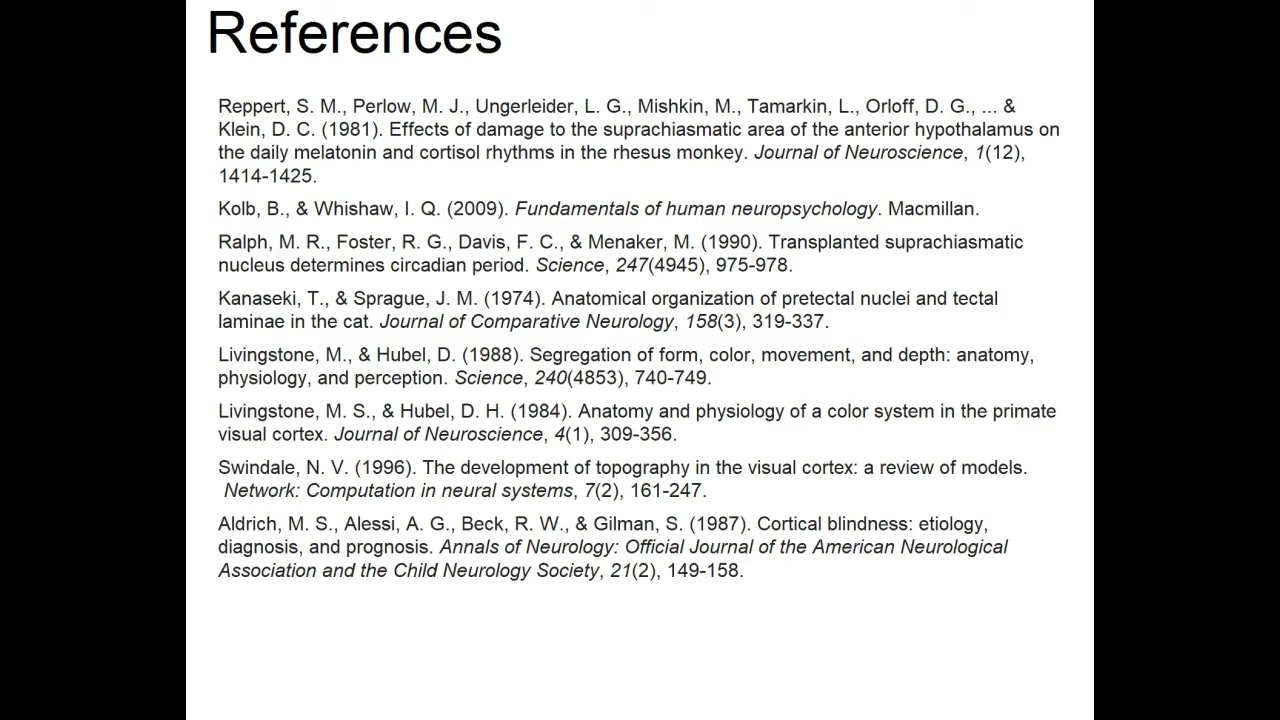 References
Reppert, S. M., Perlow, M. J., Ungerleider, L. G., Mishkin, M., Tamarkin, L., Orloff, D. G., ... &
Klein, D. C. (1981). Effects of damage to the suprachiasmatic area of the anterior hypothalamus on
the daily melatonin and cortisol rhythms in the rhesus monkey. Journal of Neuroscience, 1(12),
1414-1425.
Kolb, B., & Whishaw, I. Q. (2009). Fundamentals of human neuropsychology. Macmillan.
Ralph, M. R., Foster, R. G., Davis, F. C., & Menaker, M. (1990). Transplanted suprachiasmatic
nucleus determines circadian period. Science, 247(4945), 975-978.
Kanaseki, T., & Sprague, J. M. (1974). Anatomical organization of pretectal nuclei and tectal
laminae in the cat. Journal of Comparative Neurology, 158(3), 319-337.
Livingstone, M., & Hubel, D. (1988). Segregation of form, color, movement, and depth: anatomy,
physiology, and perception. Science, 240(4853), 740-749.
Livingstone, M. S., & Hubel, D. H. (1984). Anatomy and physiology of a color system in the primate
visual cortex. Journal of Neuroscience, 4(1), 309-356.
Swindale, N. V. (1996). The development of topography in the visual cortex: a review of models.
Network: Computation in neural systems, 7(2), 161-247.
Aldrich, M. S., Alessi, A. G., Beck, R. W., & Gilman, S. (1987). Cortical blindness: etiology,
diagnosis, and prognosis. Annals of Neurology: Official Journal of the American Neurological
Association and the Child Neurology Society, 21(2), 149-158.